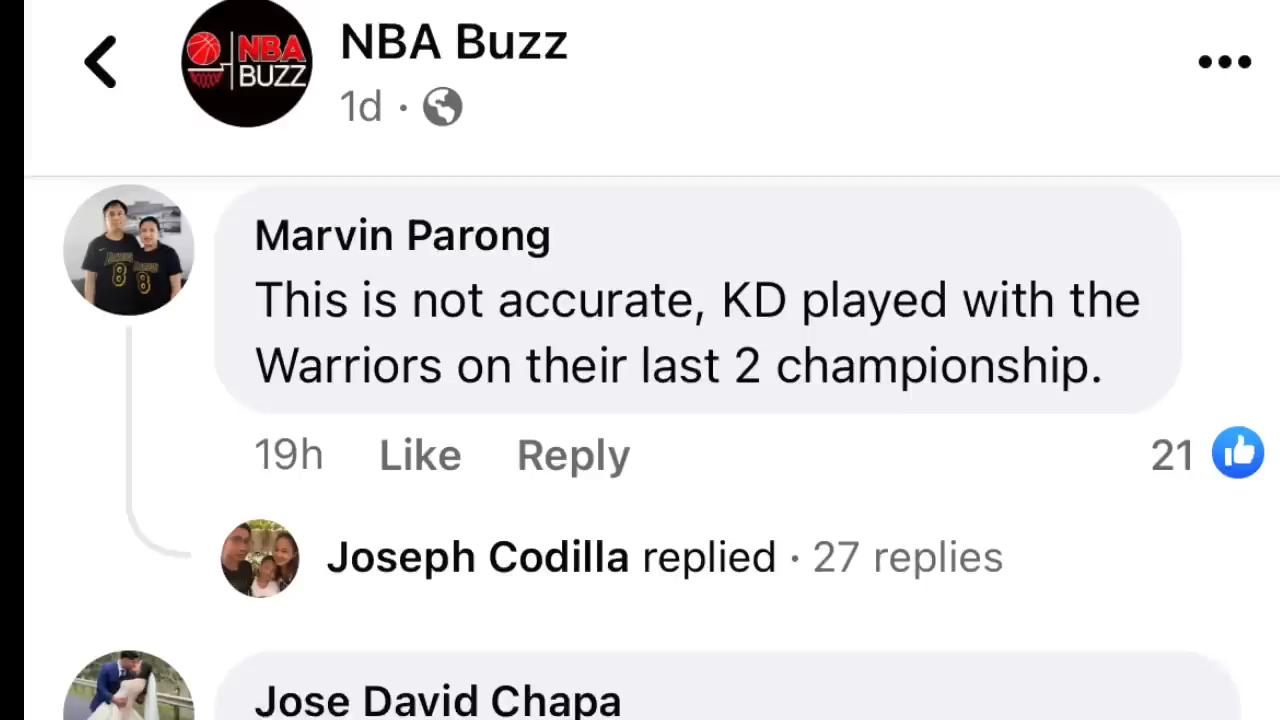 NBA
BUZZ
NBA Buzz
1d ·
Marvin Parong
This is not accurate, KD played with the
Warriors on their last 2 championship.
19h Like Reply 21
Joseph Codilla replied · 27 replies
Jose David Chapa